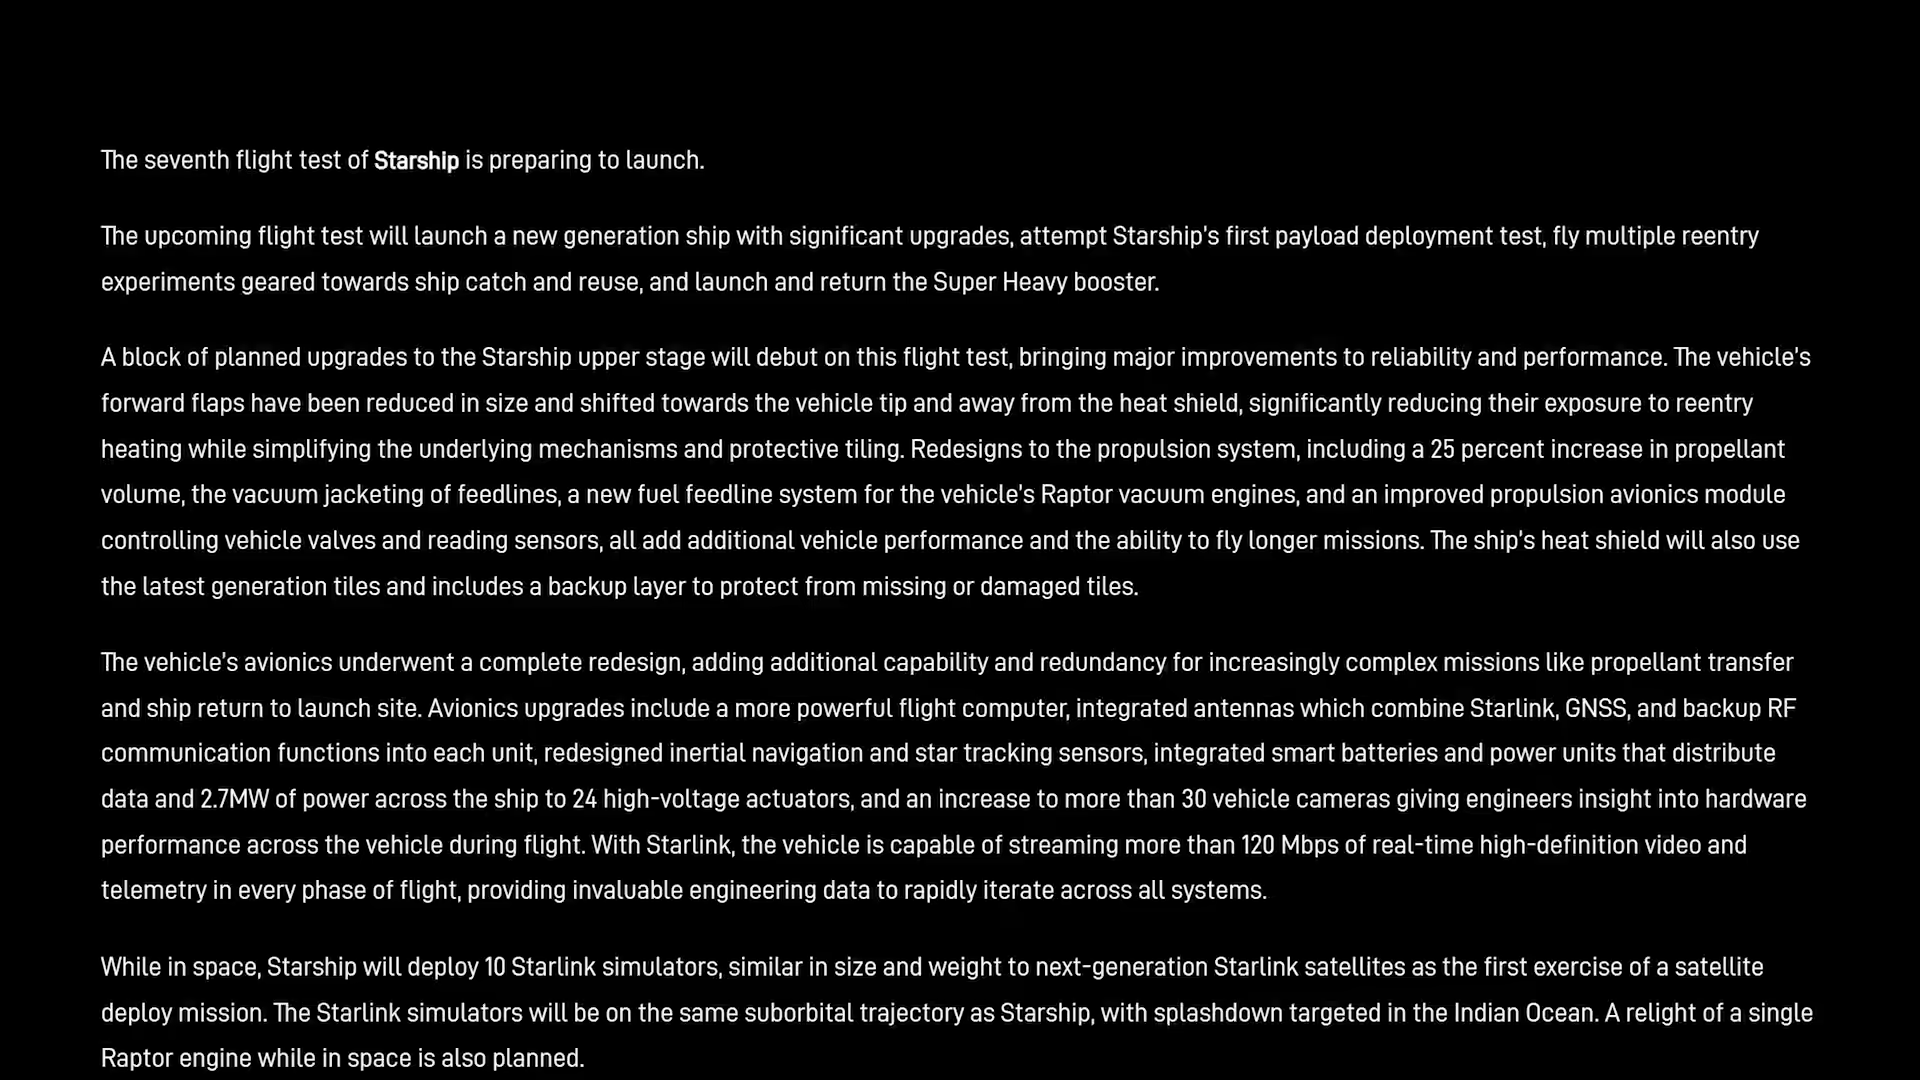 The seventh flight test of Starship is preparing to launch.
The upcoming flight test will launch a new generation ship with significant upgrades, attempt Starship's first payload deployment test, fly multiple reentry
experiments geared towards ship catch and reuse, and launch and return the Super Heavy booster.
A block of planned upgrades to the Starship upper stage will debut on this flight test, bringing major improvements to reliability and performance. The vehicle's
forward flaps have been reduced in size and shifted towards the vehicle tip and away from the heat shield, significantly reducing their exposure to reentry
heating while simplifying the underlying mechanisms and protective tiling. Redesigns to the propulsion system, including a 25 percent increase in propellant
volume, the vacuum jacketing of feedlines, a new fuel feedline system for the vehicle's Raptor vacuum engines, and an improved propulsion avionics module
controlling vehicle valves and reading sensors, all add additional vehicle performance and the ability to fly longer missions. The ship's heat shield will also use
the latest generation tiles and includes a backup layer to protect from missing or damaged tiles.
The vehicle's avionics underwent a complete redesign, adding additional capability and redundancy for increasingly complex missions like propellant transfer
and ship return to launch site. Avionics upgrades include a more powerful flight computer, integrated antennas which combine Starlink, GNSS, and backup RF
communication functions into each unit, redesigned inertial navigation and star tracking sensors, integrated smart batteries and power units that distribute
data and 2.7MW of power across the ship to 24 high-voltage actuators, and an increase to more than 30 vehicle cameras giving engineers insight into hardware
performance across the vehicle during flight. With Starlink, the vehicle is capable of streaming more than 120 Mbps of real-time high-definition video and
telemetry in every phase of flight, providing invaluable engineering data to rapidly iterate across all systems.
While in space, Starship will deploy 10 Starlink simulators, similar in size and weight to next-generation Starlink satellites as the first exercise of a satellite
deploy mission. The Starlink simulators will be on the same suborbital trajectory as Starship, with splashdown targeted in the Indian Ocean. A relight of a single
Raptor engine while in space is also planned.